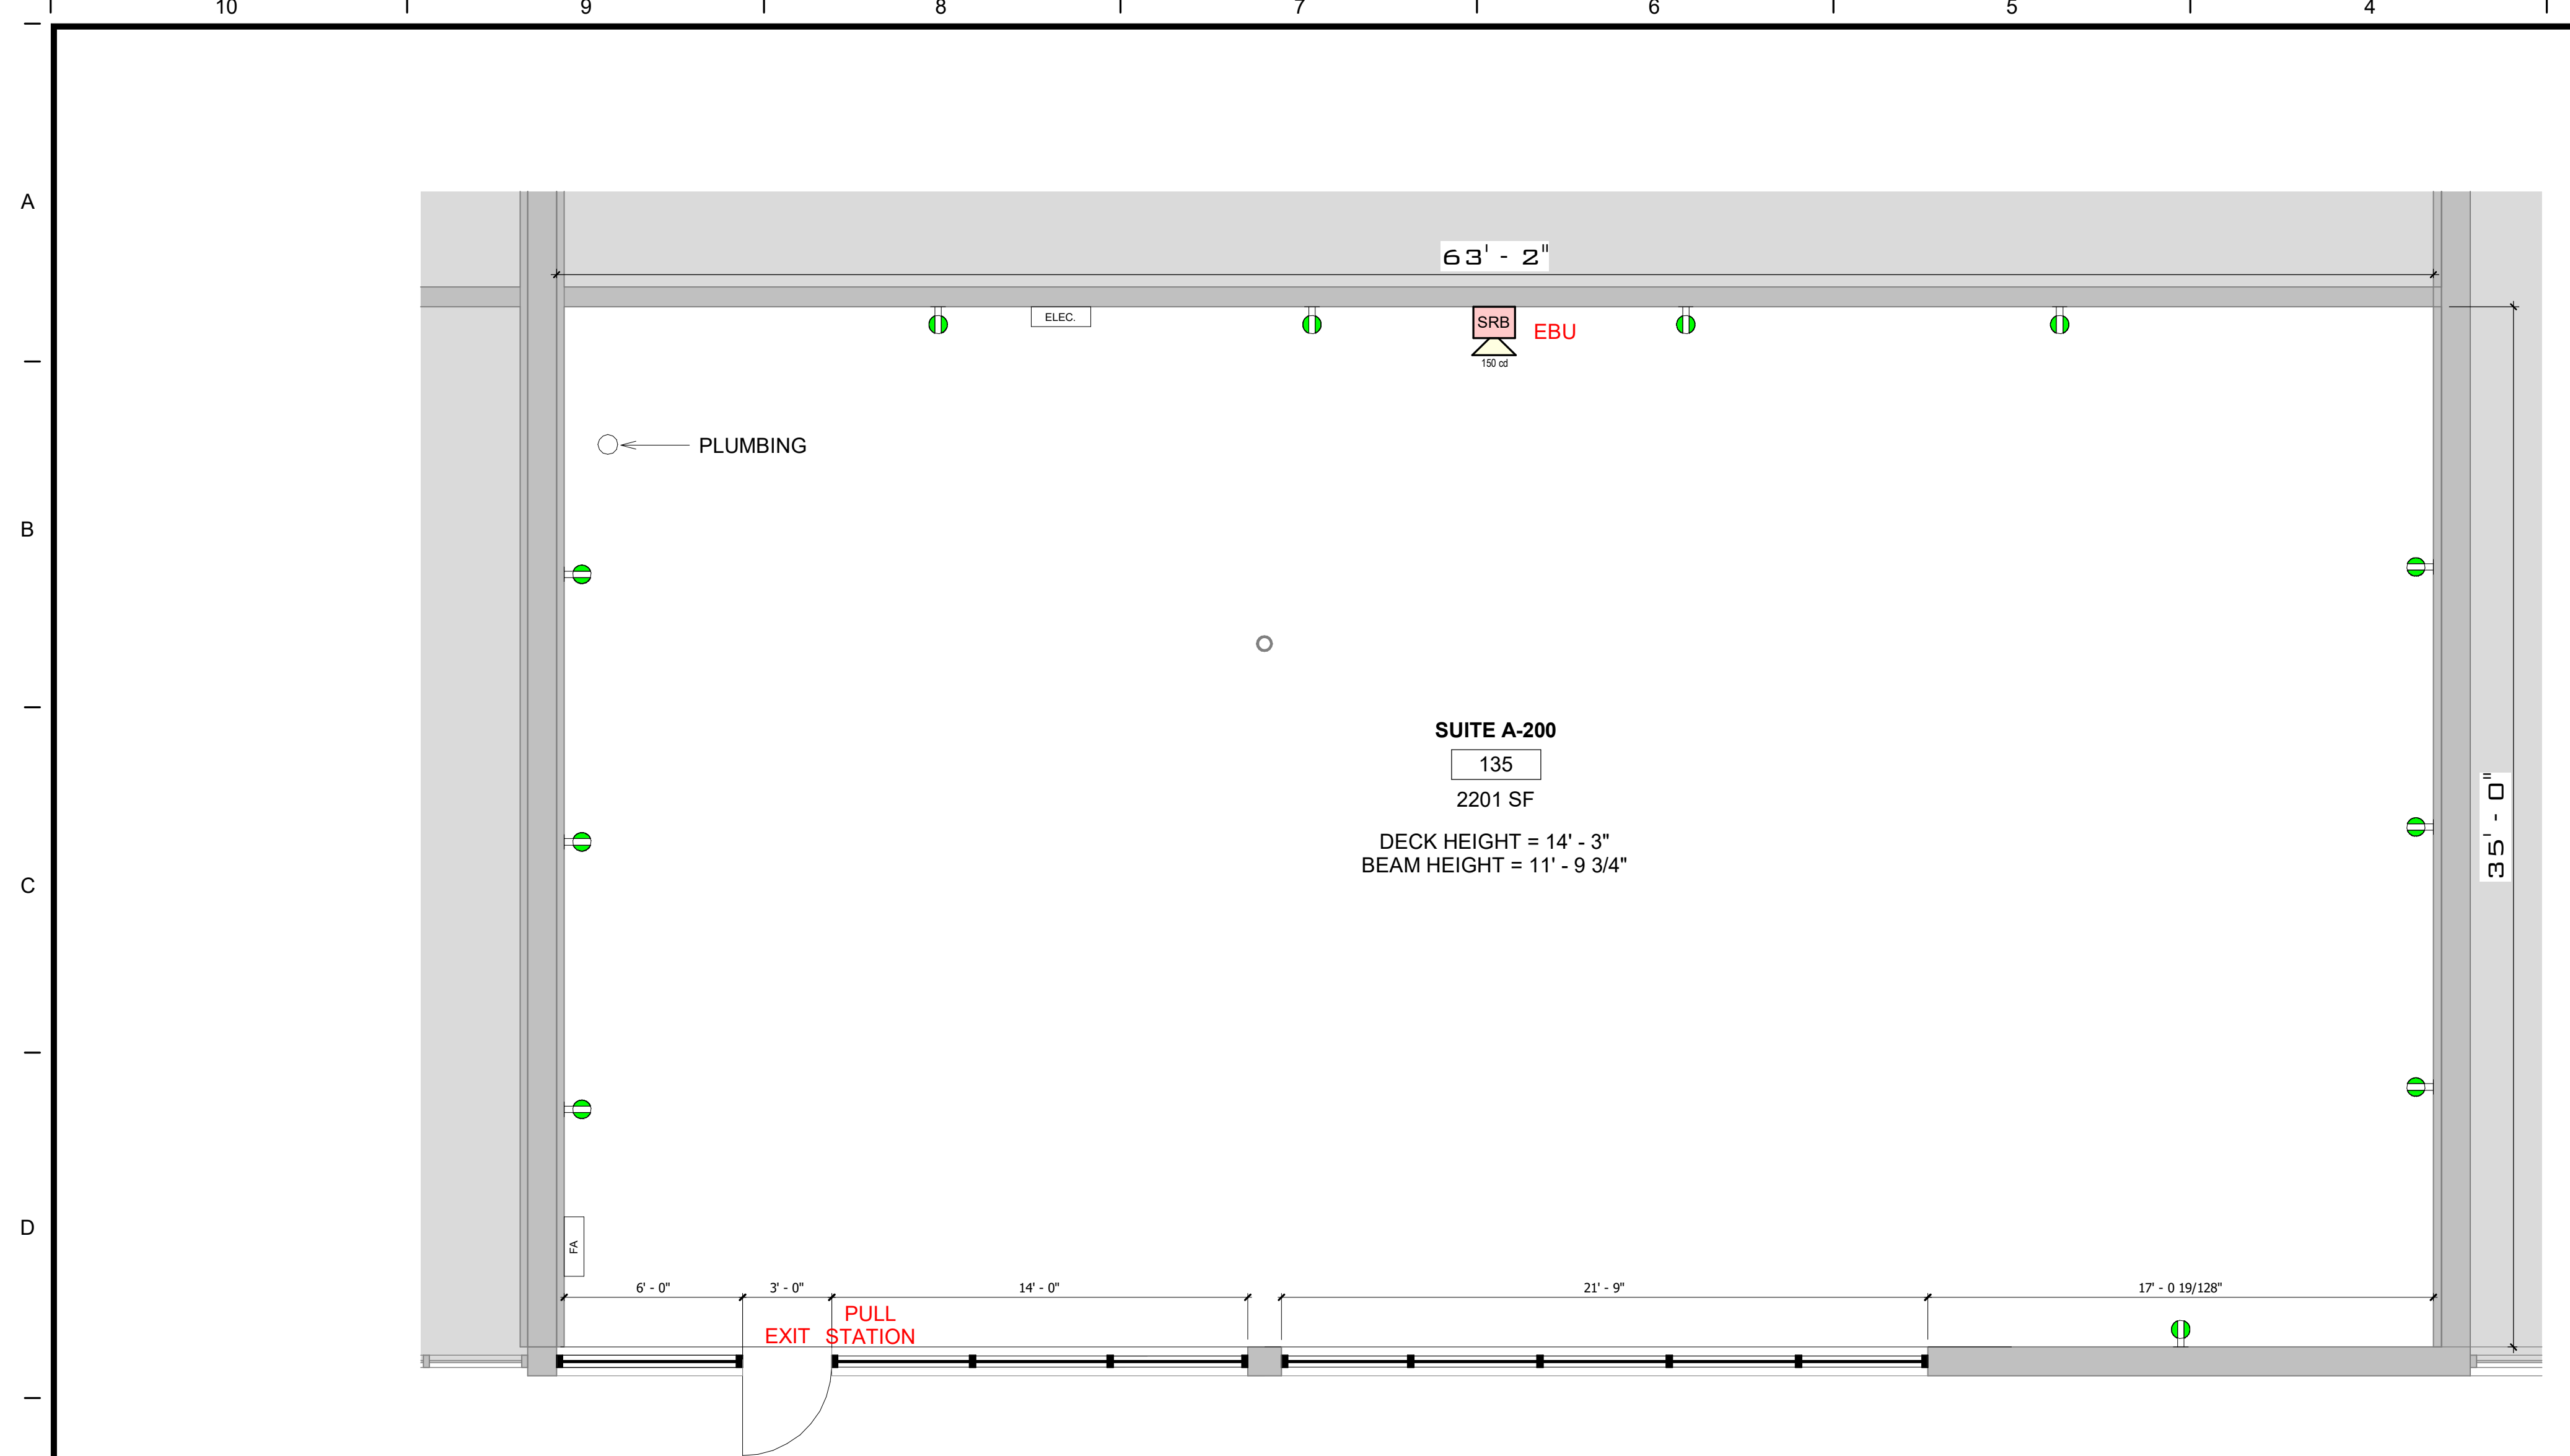 10 9 8 7 6 5 4
A
63' - 2"
ELEC.
SRB
EBU
150 cd
PLUMBING
B
SUITE A-200
135
2201 SF
DECK HEIGHT = 14' - 3"
BEAM HEIGHT = 11' - 9 3/4"
35' - 0"
C
D
FA
6' - 0" 3' - 0" 14' - 0" 21' - 9" 17' - 0 19/128"
EXIT
PULL
STATION